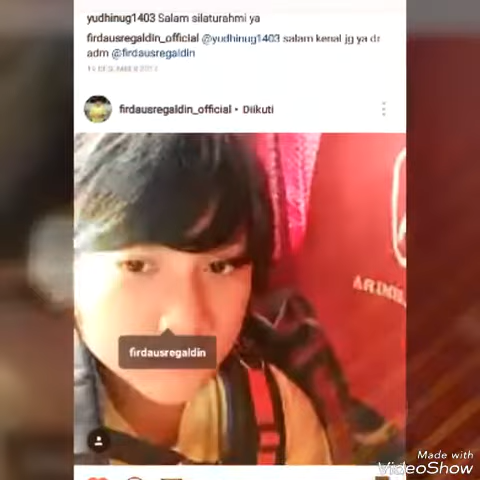 yudhinug1403 Salam silaturahmi ya
firdausregaldin_official @yudhinug1403 salam kenal jg ya dr
adm @firdausregaldin
firdausregaldin_official • Diikuti
firdausregaldin
Made with
VideoShow